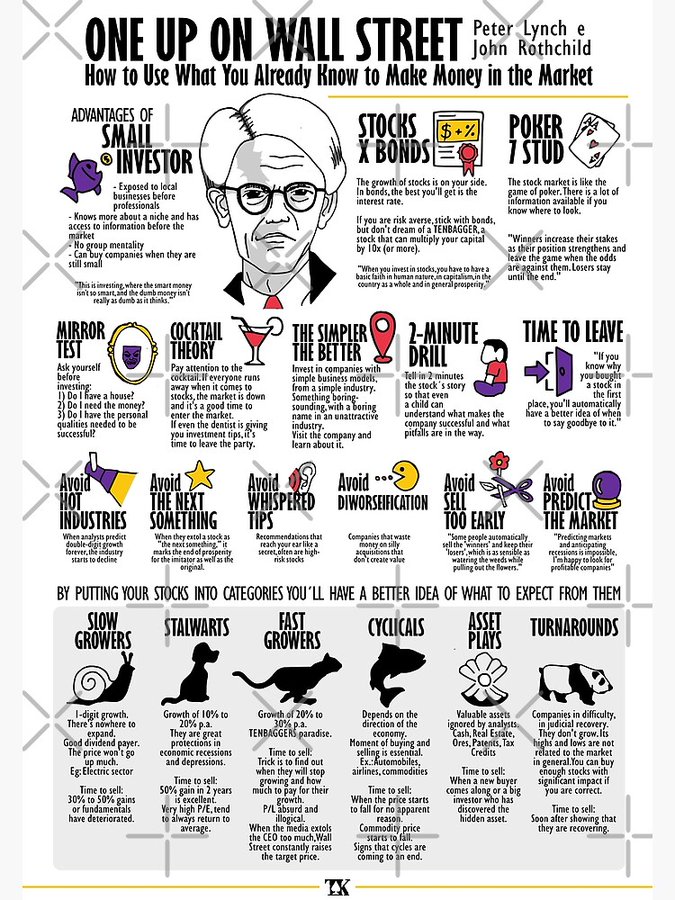 ONE UP ON WALL STREET
Peter Lynch e
John Rothchild
How to Use What You Already Know to Make Money in the Market
ADVANTAGES OF
SMALL
INVESTOR
- Exposed to local
businesses before
professionals
- Knows more about a niche and has
access to information before the
market
- No group mentality
- Can buy companies when they are
still small
"This is investing, where the smart money
isn't so smart, and the dumb money isn't
really as dumb as it thinks."
STOCKS
X BONDS
$+%
The growth of stocks is on your side.
In bonds, the best you'll get is the
interest rate.
If you are risk averse, stick with bonds,
but don't dream of a TENBAGGER, a
stock that can multiply your capital
by 10x (or more).
"When you invest in stocks, you have to have a
basic faith in human nature, in capitalism, in the
country as a whole and in general prosperity."
POKER
7 STUD
The stock market is like the
game of poker. There is a lot of
information available if you
know where to look.
"Winners increase their stakes
as their position strengthens and
leave the game when the odds
are against them. Losers stay
until the end."
MIRROR
TEST
Ask yourself
before
investing:
1) Do I have a house?
2) Do I need the money?
3) Do I have the personal
qualities needed to be
successful?
COCKTAIL
THEORY
Pay attention to the
cocktail. If everyone runs
away when it comes to
stocks, the market is down
and it's a good time to
enter the market.
If even the dentist is giving
you investment tips, it's
time to leave the party.
THE SIMPLER
THE BETTER
Invest in companies with
simple business models,
from a simple industry.
Something boring-
sounding, with a boring
name in an unattractive
industry.
Visit the company and
learn about it.
2-MINUTE
DRILL
Tell in 2 minutes
the stock´s story
so that even
a child can
understand what makes the
company successful and what
pitfalls are in the way.
TIME TO LEAVE
"If you
know why
you bought
a stock in
the first
place, you'll automatically
have a better idea of when
to say goodbye to it."
Avoid
HOT
INDUSTRIES
When analysts predict
double-digit growth
forever, the industry
starts to decline
Avoid
THE NEXT
SOMETHING
When they extol a stock as
"the next something," it
marks the end of prosperity
for the imitator as well as the
original.
Avoid
WHISPERED
TIPS
Recommendations that
reach your ear like a
secret, often are high-
risk stocks
Avoid
DIWORSEIFICATION
Companies that waste
money on silly
acquisitions that
don't create value
Avoid
SELL
TOO EARLY
"Some people automatically
sell the 'winners' and keep their
'losers', which is as sensible as
watering the weeds while
pulling out the flowers."
Avoid
PREDICT
THE MARKET
"Predicting markets
and anticipating
recessions is impossible,
I'm happy to look for
profitable companies"
BY PUTTING YOUR STOCKS INTO CATEGORIES YOU´LL HAVE A BETTER IDEA OF WHAT TO EXPECT FROM THEM
SLOW
GROWERS
1-digit growth.
There's nowhere to
expand.
Good dividend payer.
The price won't go
up much.
Eg: Electric sector
Time to sell:
30% to 50% gains
or fundamentals
have deteriorated.
STALWARTS
Growth of 10% to
20% p.a.
They are great
protections in
economic recessions
and depressions.
Time to sell:
50% gain in 2 years
is excellent.
Very high P/E, tend
to always return to
average.
FAST
GROWERS
Growth of 20% to
30% p.a.
TENBAGGERS paradise.
Time to sell:
Trick is to find out
when they will stop
growing and how
much to pay for their
growth.
P/L absurd and
illogical.
When the media extols
the CEO too much, Wall
Street constantly raises
the target price.
CYCLICALS
Depends on the
direction of the
economy.
Moment of buying and
selling is essential.
Ex.: Automobiles,
airlines, commodities
Time to sell:
When the price starts
to fall for no apparent
reason.
Commodity price
starts to fall.
Signs that cycles are
coming to an end.
ASSET
PLAYS
Valuable assets
ignored by analysts.
Cash, Real Estate,
Ores, Patents, Tax
Credits
Time to sell:
When a new buyer
comes along or a big
investor who has
discovered the
hidden asset.
TURNAROUNDS
Companies in difficulty,
in judicial recovery.
They don't grow. Its
highs and lows are not
related to the market
in general. You can buy
enough stocks with
significant impact if
you are correct.
Time to sell:
Soon after showing that
they are recovering.
TK